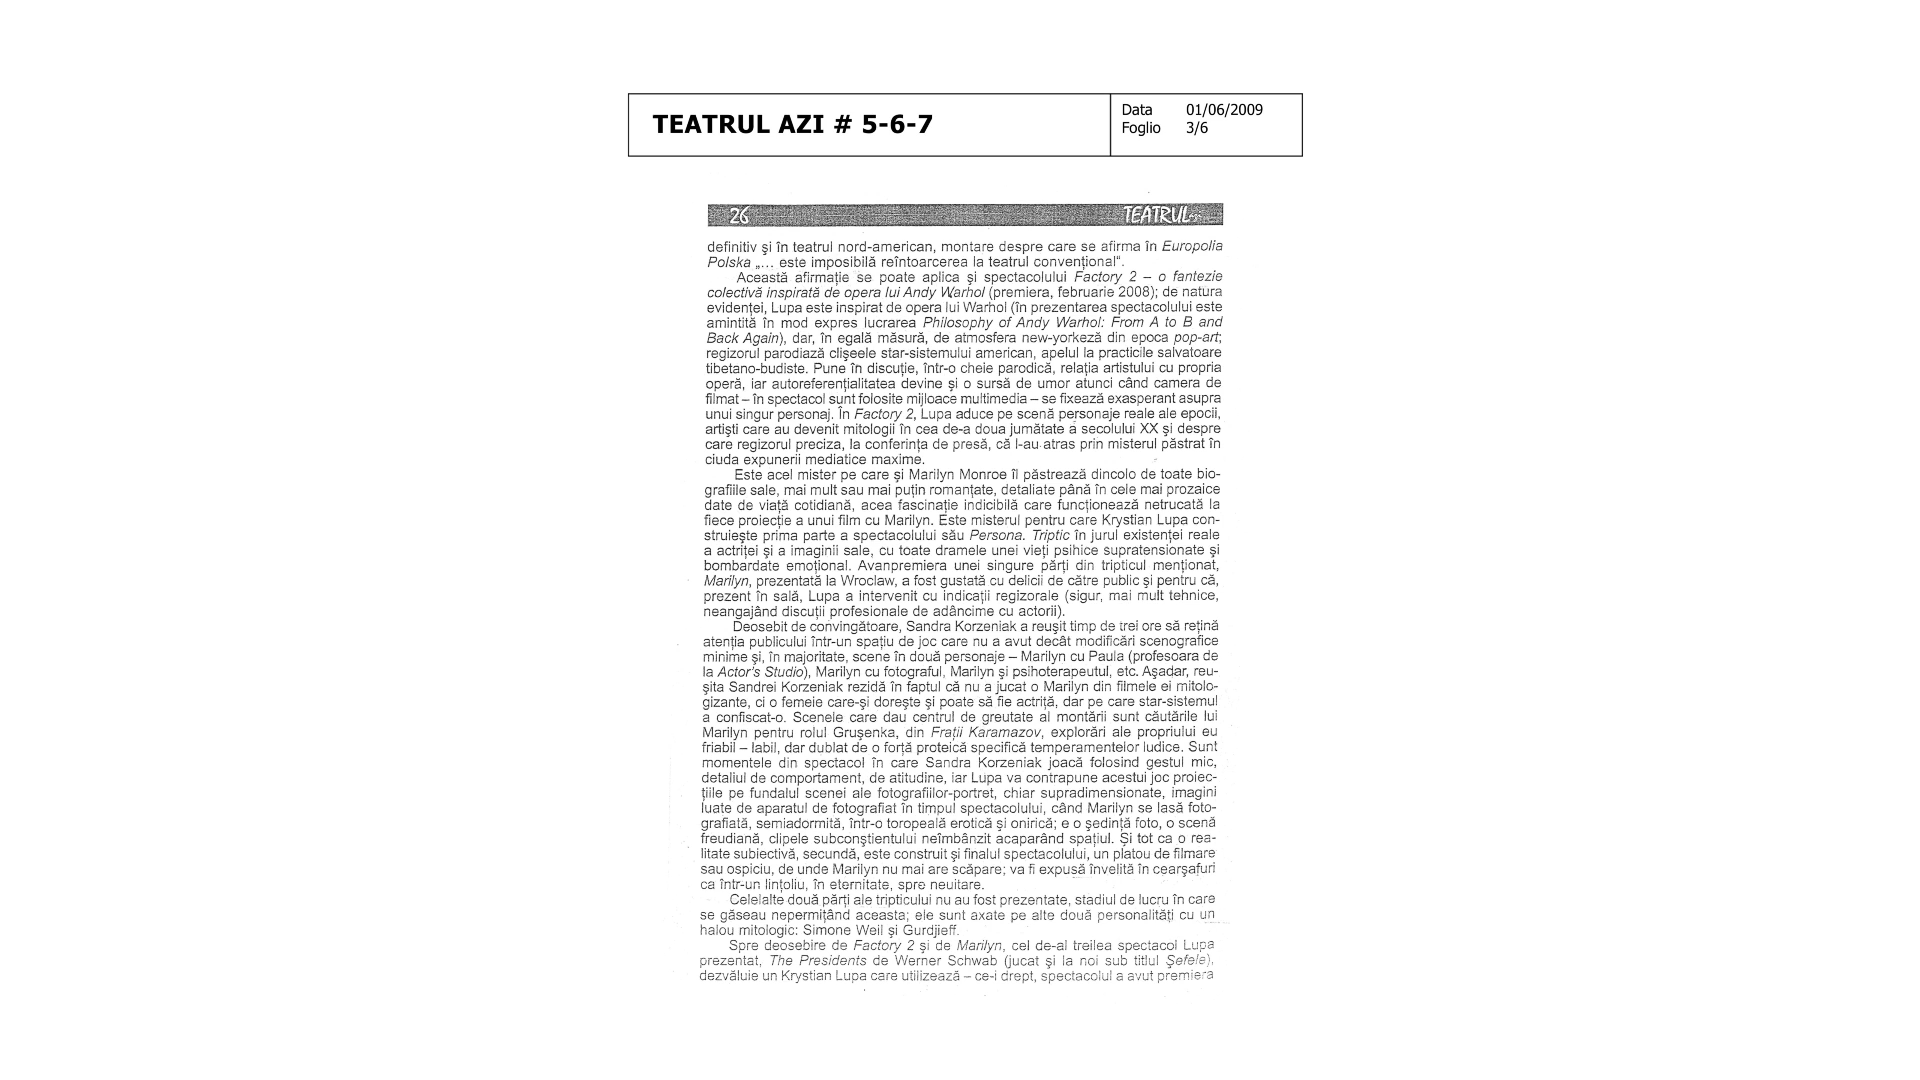 TEATRUL AZI # 5-6-7
Data 01/06/2009
Foglio 3/6
26 TEATRUL azi
definitiv şi în teatrul nord-american, montare despre care se afirma în Europolia
Polska „... este imposibilă reîntoarcerea la teatrul convenţional".
Această afirmaţie se poate aplica şi spectacolului Factory 2 – o fantezie
colectivă inspirată de opera lui Andy Warhol (premiera, februarie 2008); de natura
evidenţei, Lupa este inspirat de opera lui Warhol (în prezentarea spectacolului este
amintită în mod expres lucrarea Philosophy of Andy Warhol: From A to B and
Back Again), dar, în egală măsură, de atmosfera new-yorkeză din epoca pop-art;
regizorul parodiază clişeele star-sistemului american, apelul la practicile salvatoare
tibetano-budiste. Pune în discuţie, într-o cheie parodică, relaţia artistului cu propria
operă, iar autoreferenţialitatea devine şi o sursă de umor atunci când camera de
filmat – în spectacol sunt folosite mijloace multimedia – se fixează exasperant asupra
unui singur personaj. În Factory 2, Lupa aduce pe scenă personaje reale ale epocii,
artişti care au devenit mitologii în cea de-a doua jumătate a secolului XX şi despre
care regizorul preciza, la conferinţa de presă, că l-au atras prin misterul păstrat în
ciuda expunerii mediatice maxime.
Este acel mister pe care şi Marilyn Monroe îl păstrează dincolo de toate bio-
grafiile sale, mai mult sau mai puţin romanţate, detaliate până în cele mai prozaice
date de viaţă cotidiană, acea fascinaţie indicibilă care funcţionează netrucată la
fiece proiecţie a unui film cu Marilyn. Este misterul pentru care Krystian Lupa con-
struieşte prima parte a spectacolului său Persona. Triptic în jurul existenţei reale
a actriţei şi a imaginii sale, cu toate dramele unei vieţi psihice supratensionate şi
bombardate emoţional. Avanpremiera unei singure părţi din tripticul menţionat,
Marilyn, prezentată la Wroclaw, a fost gustată cu delicii de către public şi pentru că,
prezent în sală, Lupa a intervenit cu indicaţii regizorale (sigur, mai mult tehnice,
neangajând discuţii profesionale de adâncime cu actorii).
Deosebit de convingătoare, Sandra Korzeniak a reuşit timp de trei ore să reţină
atenţia publicului într-un spaţiu de joc care nu a avut decât modificări scenografice
minime şi, în majoritate, scene în două personaje – Marilyn cu Paula (profesoara de
la Actor's Studio), Marilyn cu fotograful, Marilyn şi psihoterapeutul, etc. Aşadar, reu-
şita Sandrei Korzeniak rezidă în faptul că nu a jucat o Marilyn din filmele ei mitolo-
gizante, ci o femeie care-şi doreşte şi poate să fie actriţă, dar pe care star-sistemul
a confiscat-o. Scenele care dau centrul de greutate al montării sunt căutările lui
Marilyn pentru rolul Gruşenka, din Fraţii Karamazov, explorări ale propriului eu
friabil – labil, dar dublat de o forţă proteică specifică temperamentelor ludice. Sunt
momentele din spectacol în care Sandra Korzeniak joacă folosind gestul mic,
detaliul de comportament, de atitudine, iar Lupa va contrapune acestui joc proiec-
ţiile pe fundalul scenei ale fotografiilor-portret, chiar supradimensionate, imagini
luate de aparatul de fotografiat în timpul spectacolului, când Marilyn se lasă foto-
grafiată, semiadormită, într-o toropeală erotică şi onirică; e o şedinţă foto, o scenă
freudiană, clipele subconştientului neîmbânzit acaparând spaţiul. Şi tot ca o rea-
litate subiectivă, secundă, este construit şi finalul spectacolului, un platou de filmare
sau ospiciu, de unde Marilyn nu mai are scăpare; va fi expusă învelită în cearşafuri
ca într-un linţoliu, în eternitate, spre neuitare.
Celelalte două părţi ale tripticului nu au fost prezentate, stadiul de lucru în care
se găseau nepermiţând aceasta; ele sunt axate pe alte două personalităţi cu un
halou mitologic: Simone Weil şi Gurdjieff.
Spre deosebire de Factory 2 şi de Marilyn, cel de-al treilea spectacol Lupa
prezentat, The Presidents de Werner Schwab (jucat şi la noi sub titlul Şefele),
dezvăluie un Krystian Lupa care utilizează – ce-i drept, spectacolul a avut premiera